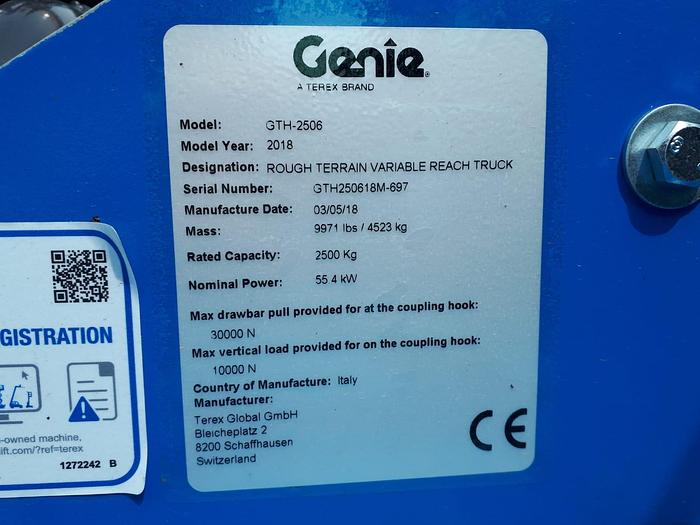 Genie
A TEREX BRAND
Model: GTH-2506
Model Year: 2018
Designation: ROUGH TERRAIN VARIABLE REACH TRUCK
Serial Number: GTH250618M-697
Manufacture Date: 03/05/18
Mass: 9971 lbs / 4523 kg
Rated Capacity: 2500 Kg
Nominal Power: 55.4 kW
Max drawbar pull provided for at the coupling hook:
30000 N
Max vertical load provided for on the coupling hook:
10000 N
Country of Manufacture: Italy
Manufacturer:
Terex Global GmbH
Bleicheplatz 2
8200 Schaffhausen
Switzerland
CE
GISTRATION
-owned machine,
ift.com/?ref=terex
1272242 B